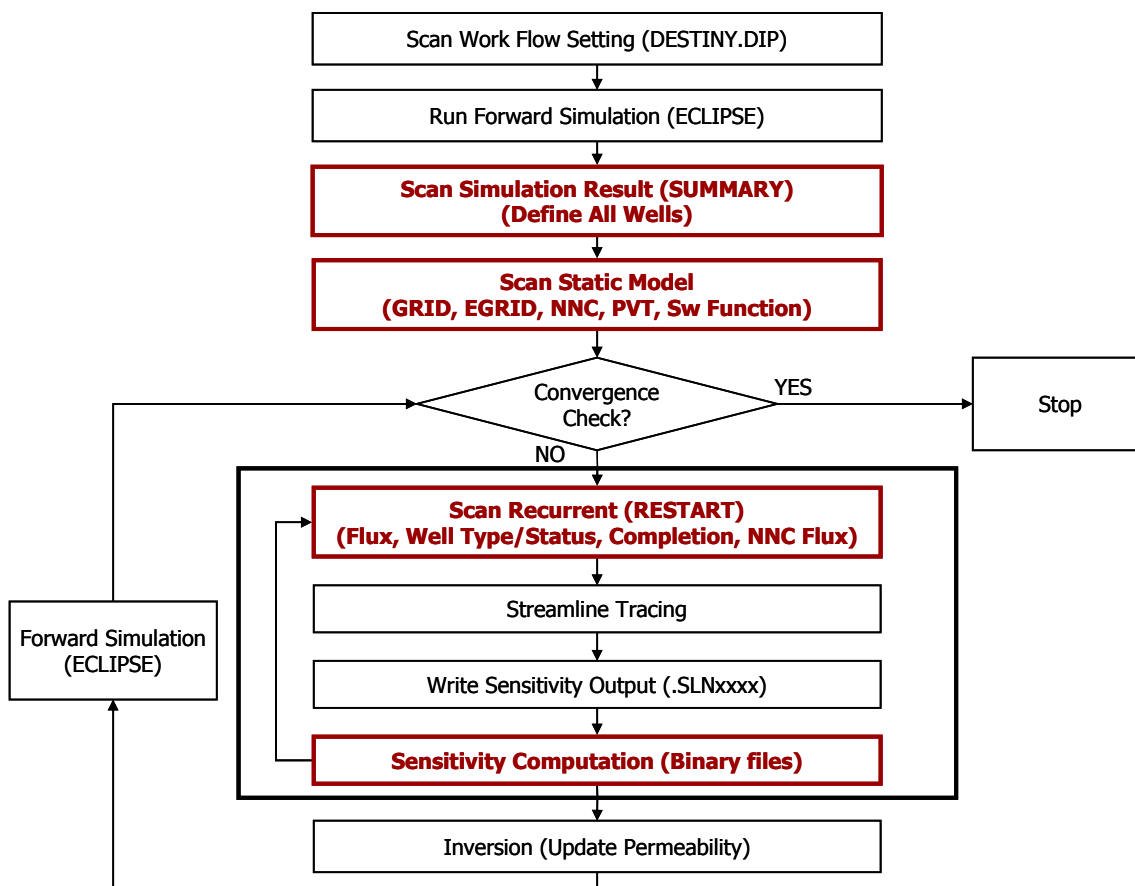 Scan Work Flow Setting (DESTINY.DIP)
Run Forward Simulation (ECLIPSE)
Scan Simulation Result (SUMMARY)
(Define All Wells)
Scan Static Model
(GRID, EGRID, NNC, PVT, Sw Function)
Convergence
Check?
YES
Stop
NO
Scan Recurrent (RESTART)
(Flux, Well Type/Status, Completion, NNC Flux)
Streamline Tracing
Forward Simulation
(ECLIPSE)
Write Sensitivity Output (.SLNxxxx)
Sensitivity Computation (Binary files)
Inversion (Update Permeability)